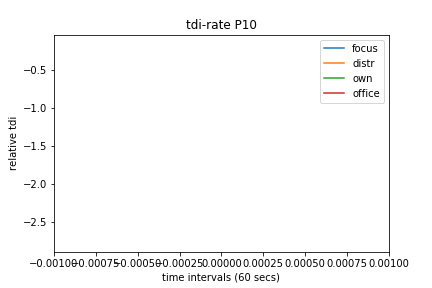 tdi-rate P10
focus
distr
own
office
relative tdi
−0.5
−1.0
−1.5
−2.0
−2.5
−0.00100 −0.00075 −0.00050 −0.00025 0.00000 0.00025 0.00050 0.00075 0.00100
time intervals (60 secs)